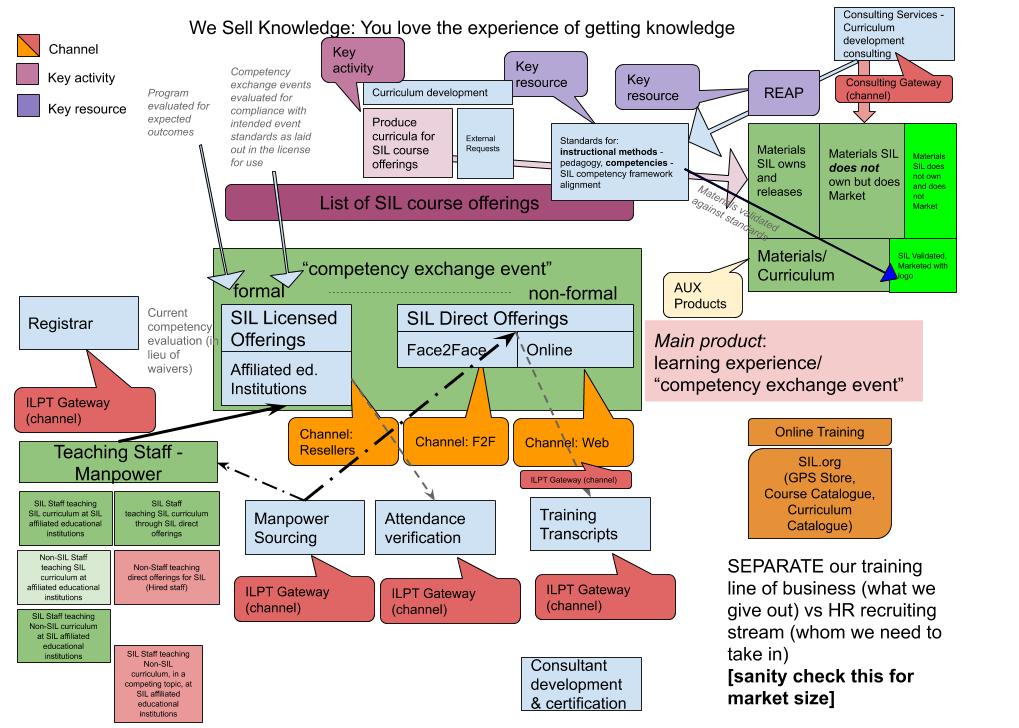 We Sell Knowledge: You love the experience of getting knowledge
Channel
Key activity
Key resource
Program
evaluated for
expected
outcomes
Competency
exchange events
evaluated for
compliance with
intended event
standards as laid
out in the license
for use
Key
activity
Curriculum development
Produce
curricula for
SIL course
offerings
External
Requests
Key
resource
Key
resource
REAP
Consulting Services -
Curriculum
development
consulting
Consulting Gateway
(channel)
Standards for:
instructional methods -
pedagogy, competencies -
SIL competency framework
alignment
Materials validated
against standards
Materials
SIL owns
and
releases
Materials SIL
does not
own but does
Market
Materials
SIL does
not own
and does
not
Market
Materials/
Curriculum
SIL Validated,
Marketed with
logo
AUX
Products
List of SIL course offerings
“competency exchange event”
formal
non-formal
SIL Licensed
Offerings
Affiliated ed.
Institutions
SIL Direct Offerings
Face2Face
Online
Registrar
Current
competency
evaluation (in
lieu of
waivers)
ILPT Gateway
(channel)
Main product:
learning experience/
“competency exchange event”
Channel:
Resellers
Channel: F2F
Channel: Web
ILPT Gateway (channel)
Teaching Staff -
Manpower
SIL Staff teaching
SIL curriculum at SIL
affiliated educational
institutions
SIL Staff
teaching SIL curriculum
through SIL direct
offerings
Non-SIL Staff
teaching SIL
curriculum at
affiliated educational
institutions
Non-Staff teaching
direct offerings for SIL
(Hired staff)
SIL Staff teaching
Non-SIL curriculum
at SIL affiliated
educational
institutions
SIL Staff teaching
Non-SIL
curriculum, in a
competing topic, at
SIL affiliated
educational
institutions
Manpower
Sourcing
Attendance
verification
Training
Transcripts
ILPT Gateway
(channel)
ILPT Gateway
(channel)
ILPT Gateway
(channel)
Consultant
development
& certification
Online Training
SIL.org
(GPS Store,
Course Catalogue,
Curriculum
Catalogue)
SEPARATE our training
line of business (what we
give out) vs HR recruiting
stream (whom we need to
take in)
[sanity check this for
market size]